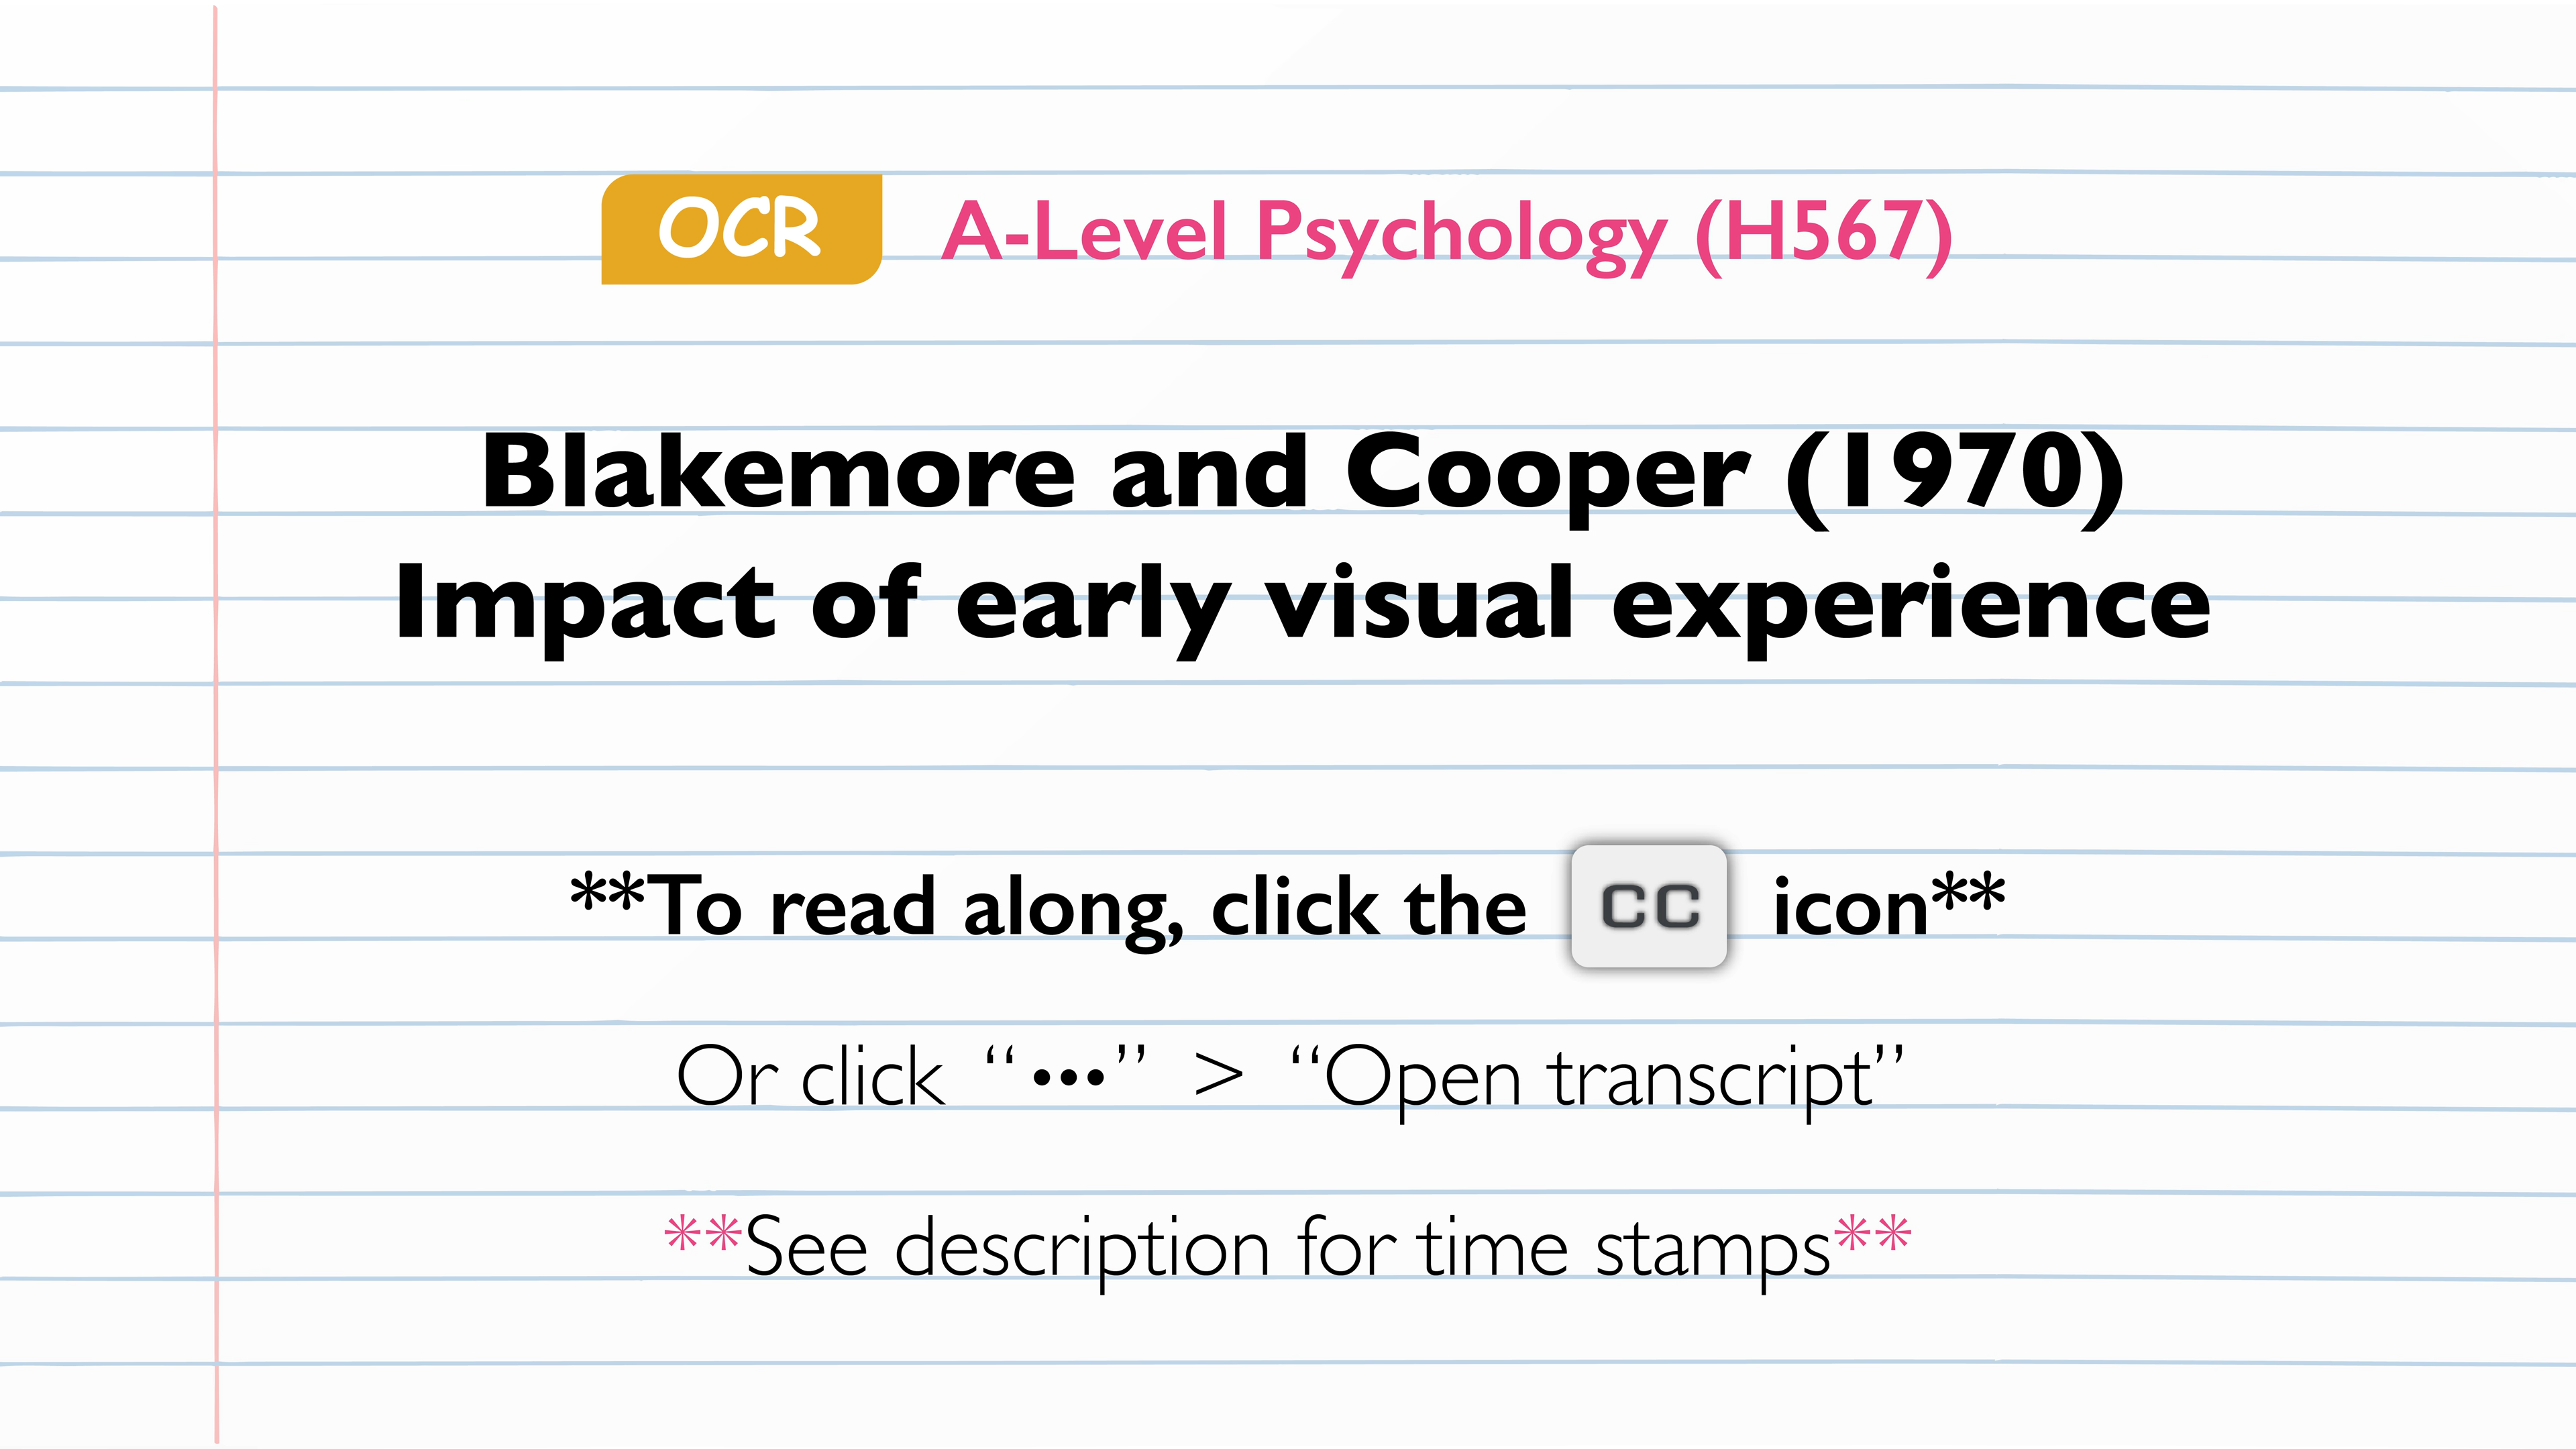 OCR A-Level Psychology (H567)
Blakemore and Cooper (1970)
Impact of early visual experience
**To read along, click the CC icon**
Or click “•••” > “Open transcript”
**See description for time stamps**